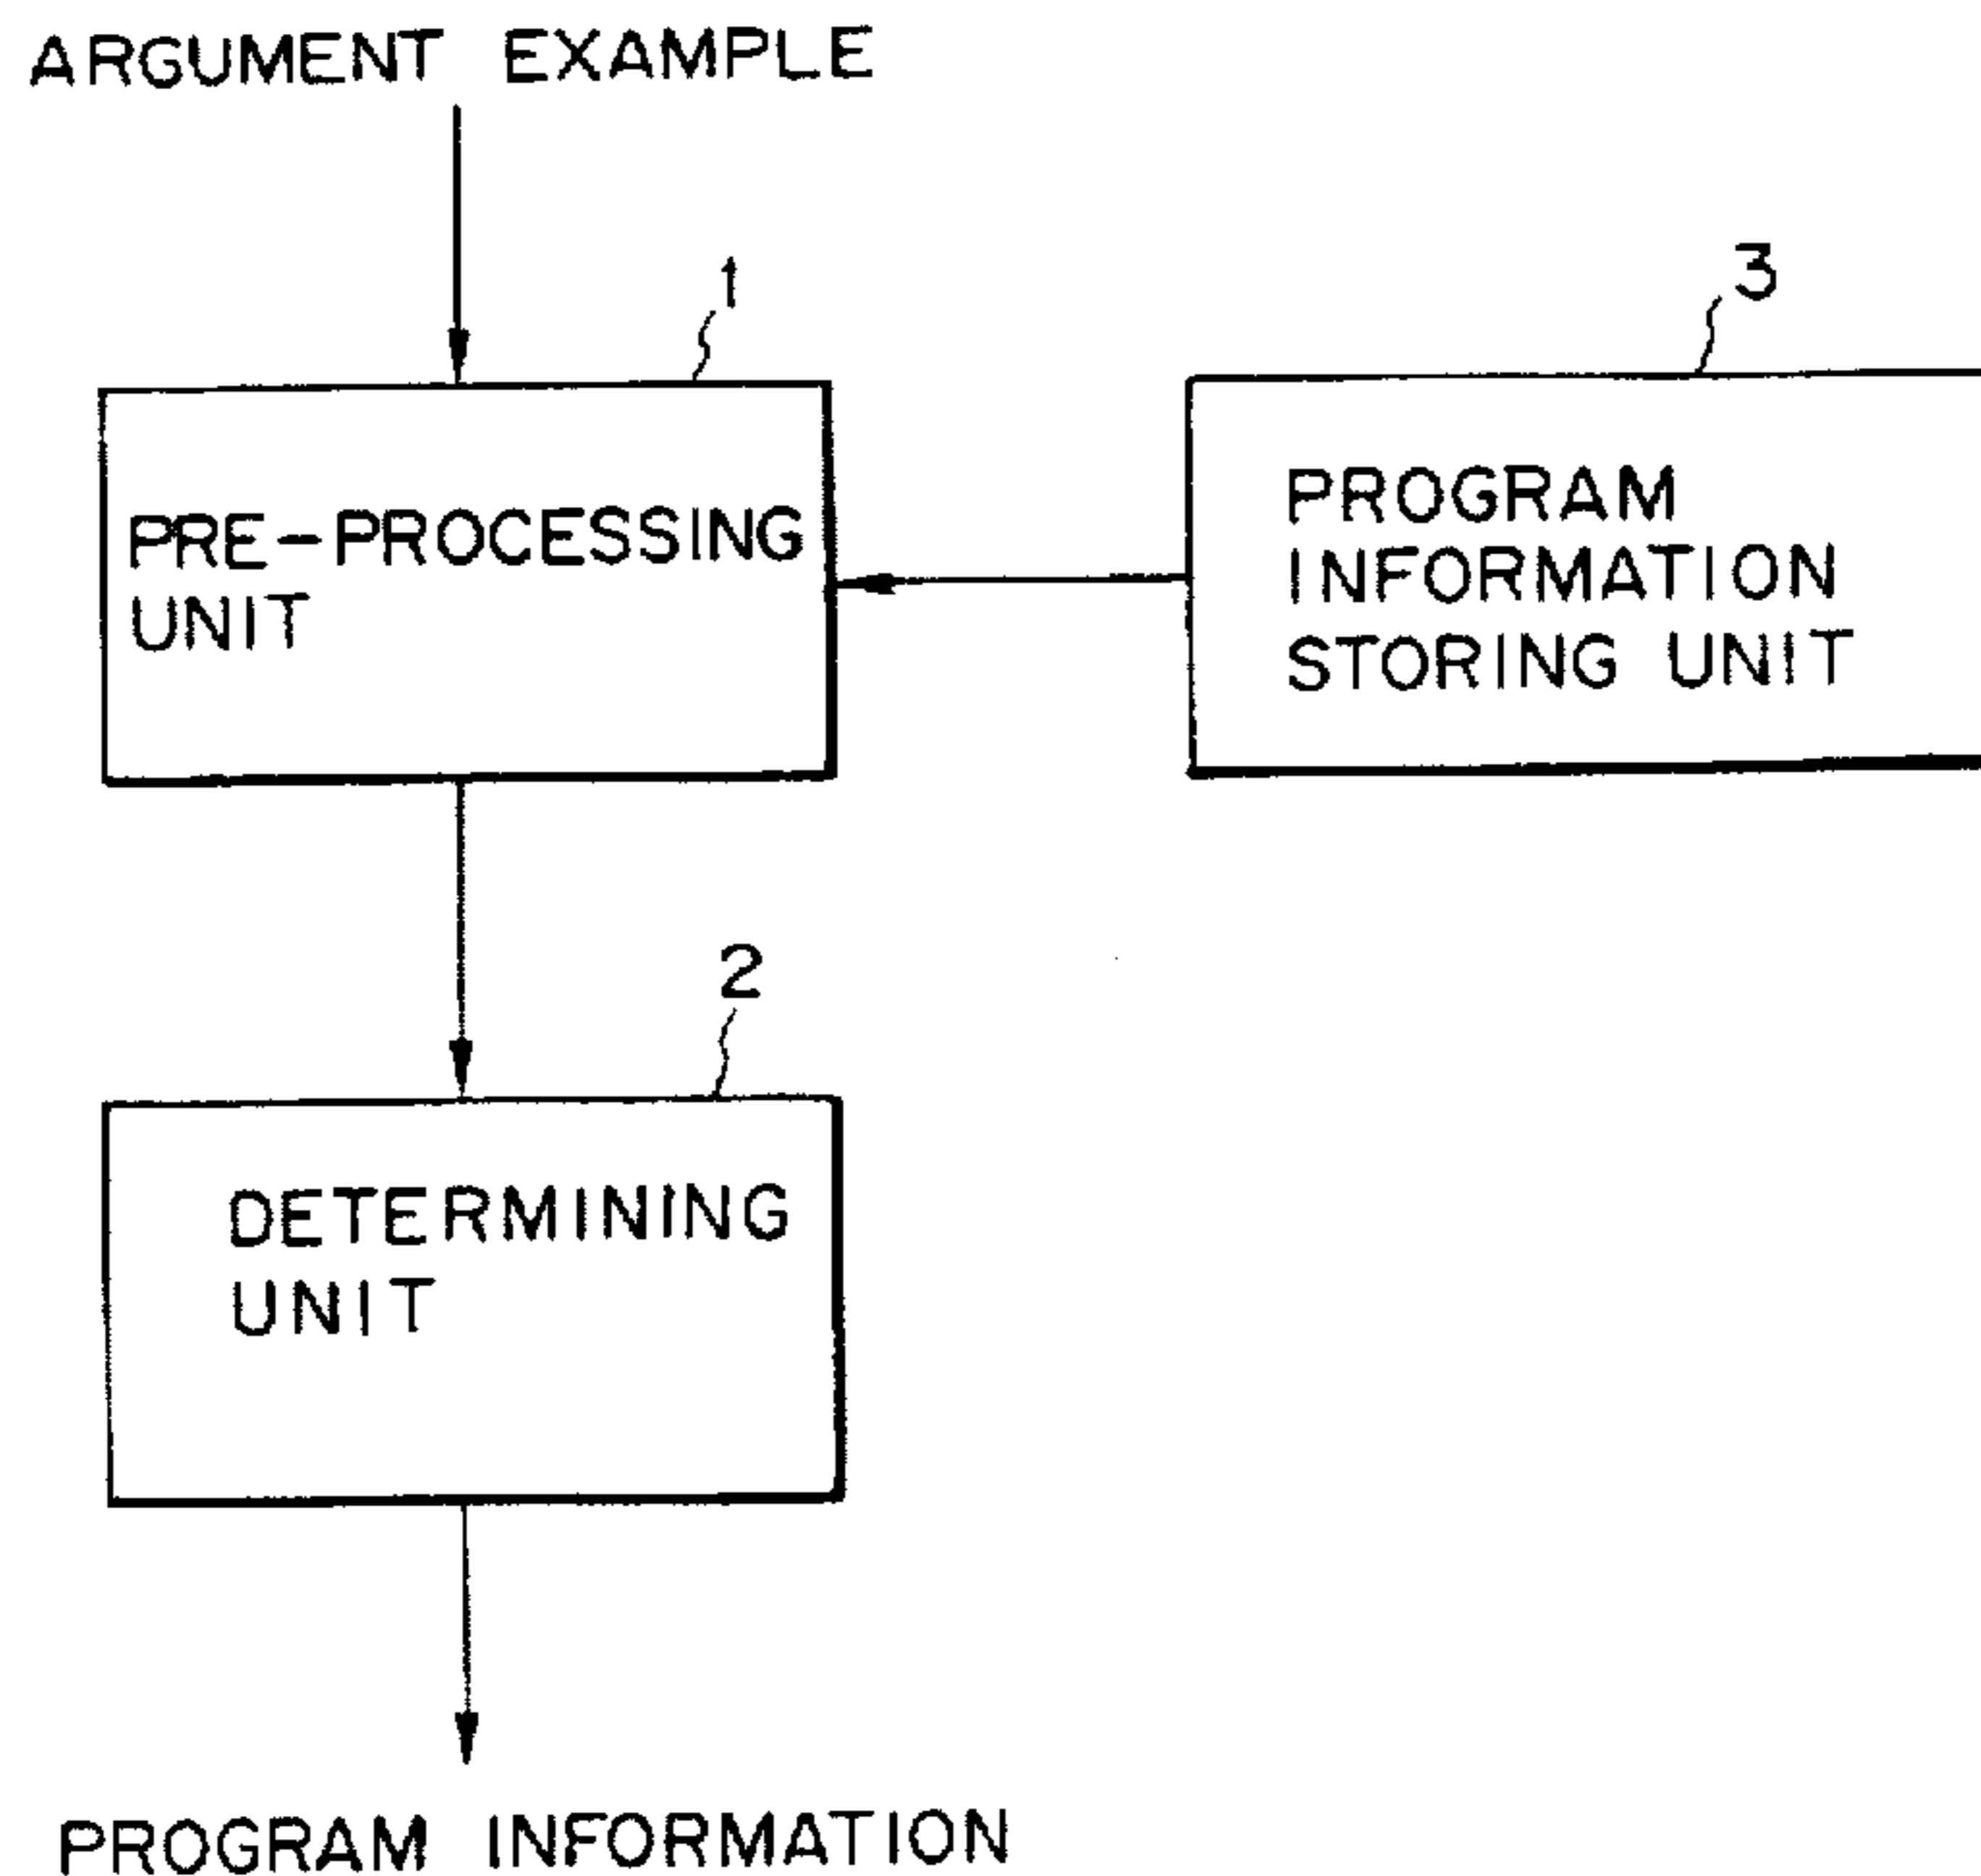 ARGUMENT EXAMPLE
1
3
PRE-PROCESSING
UNIT
PROGRAM
INFORMATION
STORING UNIT
2
DETERMINING
UNIT
PROGRAM INFORMATION